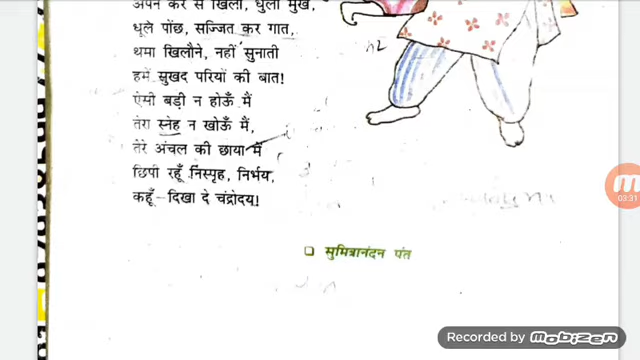 अपने कर से खिला, धुला मुख,
धूल पोंछ, सज्जित कर गात,
थमा खिलौने, नहीं सुनाती
हमें सुखद परियों की बात!
ऐसी बड़ी न होऊँ मैं
तेरा स्नेह न खोऊँ मैं,
तेरे अंचल की छाया में
छिपी रहूँ निस्पृह, निर्भय,
कहूँ – दिखा दे चंद्रोदय!
सुमित्रानंदन पंत
03:31
Recorded by mobizen